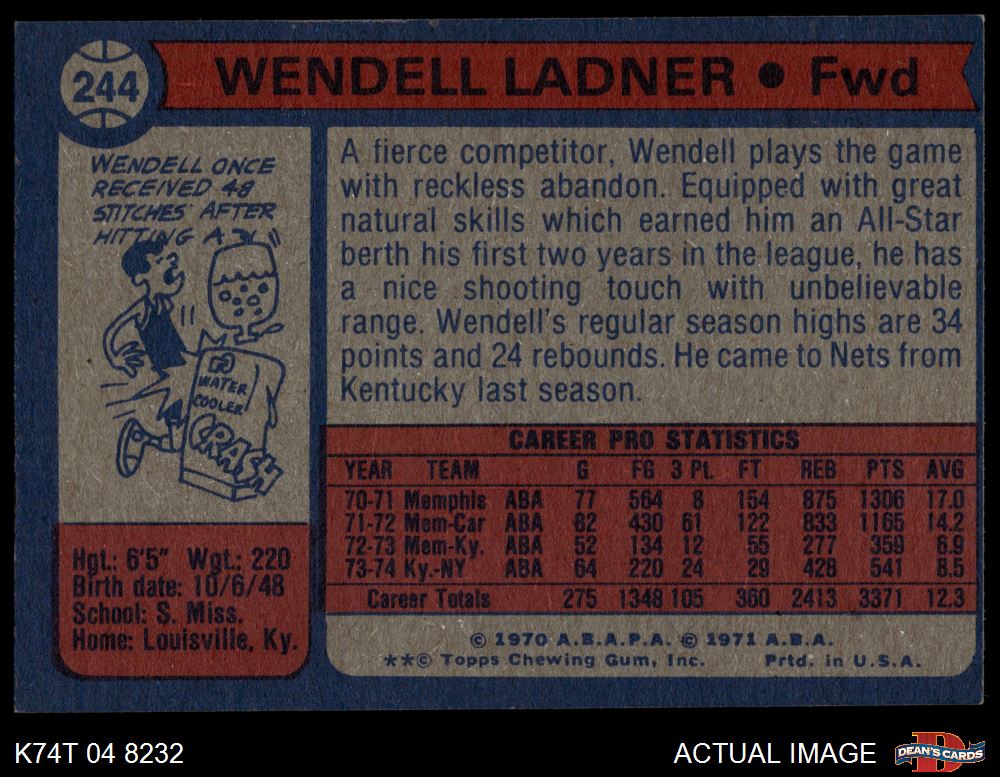 244
WENDELL LADNER • Fwd
WENDELL ONCE
RECEIVED 48
STITCHES AFTER
HITTING A
WATER
COOLER
CRASH
A fierce competitor, Wendell plays the game
with reckless abandon. Equipped with great
natural skills which earned him an All-Star
berth his first two years in the league, he has
a nice shooting touch with unbelievable
range. Wendell's regular season highs are 34
points and 24 rebounds. He came to Nets from
Kentucky last season.
CAREER PRO STATISTICS
YEAR TEAM G FG 3 PL FT REB PTS AVG
70-71 Memphis ABA 77 564 8 154 875 1306 17.0
71-72 Mem-Car ABA 82 430 61 122 833 1165 14.2
72-73 Mem-Ky. ABA 52 134 12 55 277 359 6.9
73-74 Ky.-NY ABA 64 220 24 29 428 541 8.5
Career Totals 275 1348 105 360 2413 3371 12.3
Hgt.: 6'5" Wgt.: 220
Birth date: 10/6/48
School: S. Miss.
Home: Louisville, Ky.
© 1970 A.B.A.P.A. © 1971 A.B.A.
**© Topps Chewing Gum, Inc. Prtd. in U.S.A.
K74T 04 8232
ACTUAL IMAGE
DEAN'S CARDS